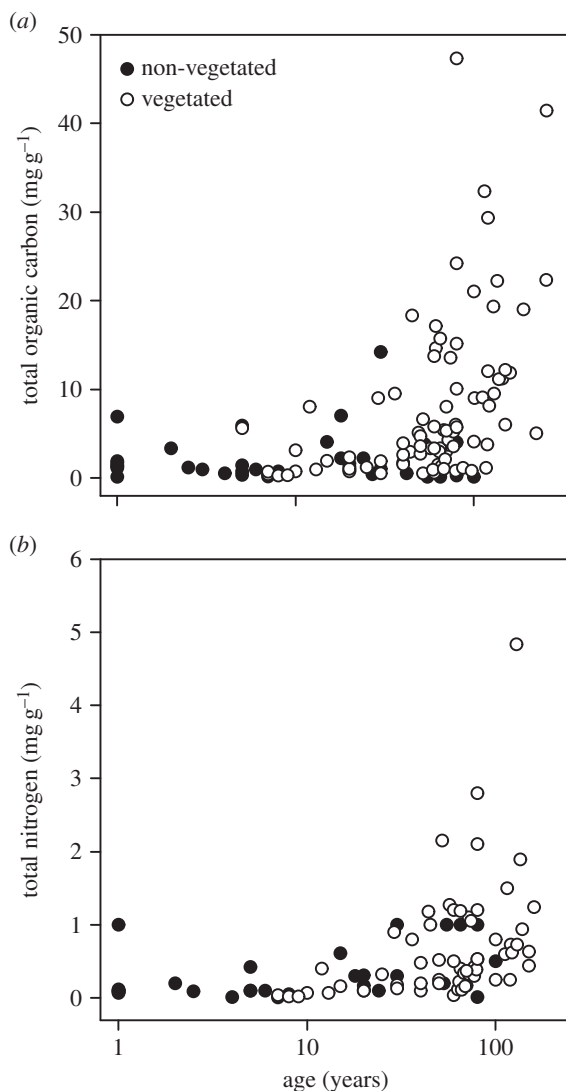 (a)
50
40
30
20
10
0
total organic carbon (mg g⁻¹)
non-vegetated
vegetated
(b)
6
5
4
3
2
1
0
total nitrogen (mg g⁻¹)
1 10 100
age (years)